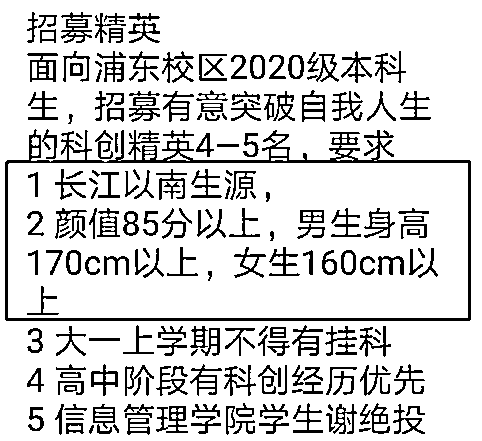 招募精英
面向浦东校区2020级本科
生，招募有意突破自我人生
的科创精英4—5名，要求
1 长江以南生源，
2 颜值85分以上，男生身高
170cm以上，女生160cm以
上
3 大一上学期不得有挂科
4 高中阶段有科创经历优先
5 信息管理学院学生谢绝投